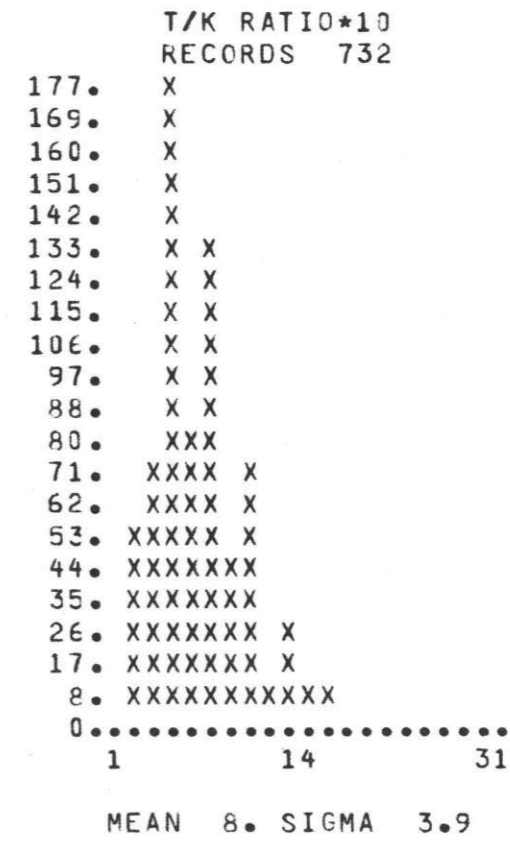 T/K RATIO*10
RECORDS 732
177. X
169. X
160. X
151. X
142. X
133. X X
124. X X
115. X X
106. X X
97. X X
88. X X
80. XXX
71. XXXX X
62. XXXX X
53. XXXXX X
44. XXXXXXX
35. XXXXXXX
26. XXXXXXX X
17. XXXXXXX X
8. XXXXXXXXXXX
0......................
1 14 31
MEAN 8. SIGMA 3.9